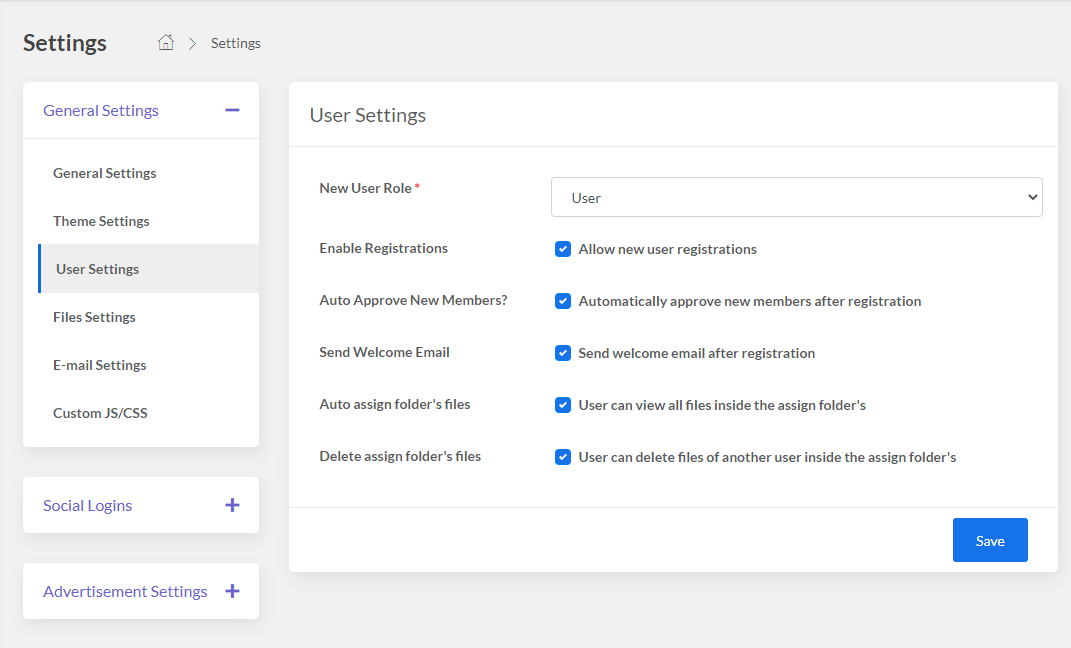 Settings
Settings
General Settings
General Settings
Theme Settings
User Settings
Files Settings
E-mail Settings
Custom JS/CSS
Social Logins
Advertisement Settings
User Settings
New User Role *
User
Enable Registrations
Allow new user registrations
Auto Approve New Members?
Automatically approve new members after registration
Send Welcome Email
Send welcome email after registration
Auto assign folder's files
User can view all files inside the assign folder's
Delete assign folder's files
User can delete files of another user inside the assign folder's
Save